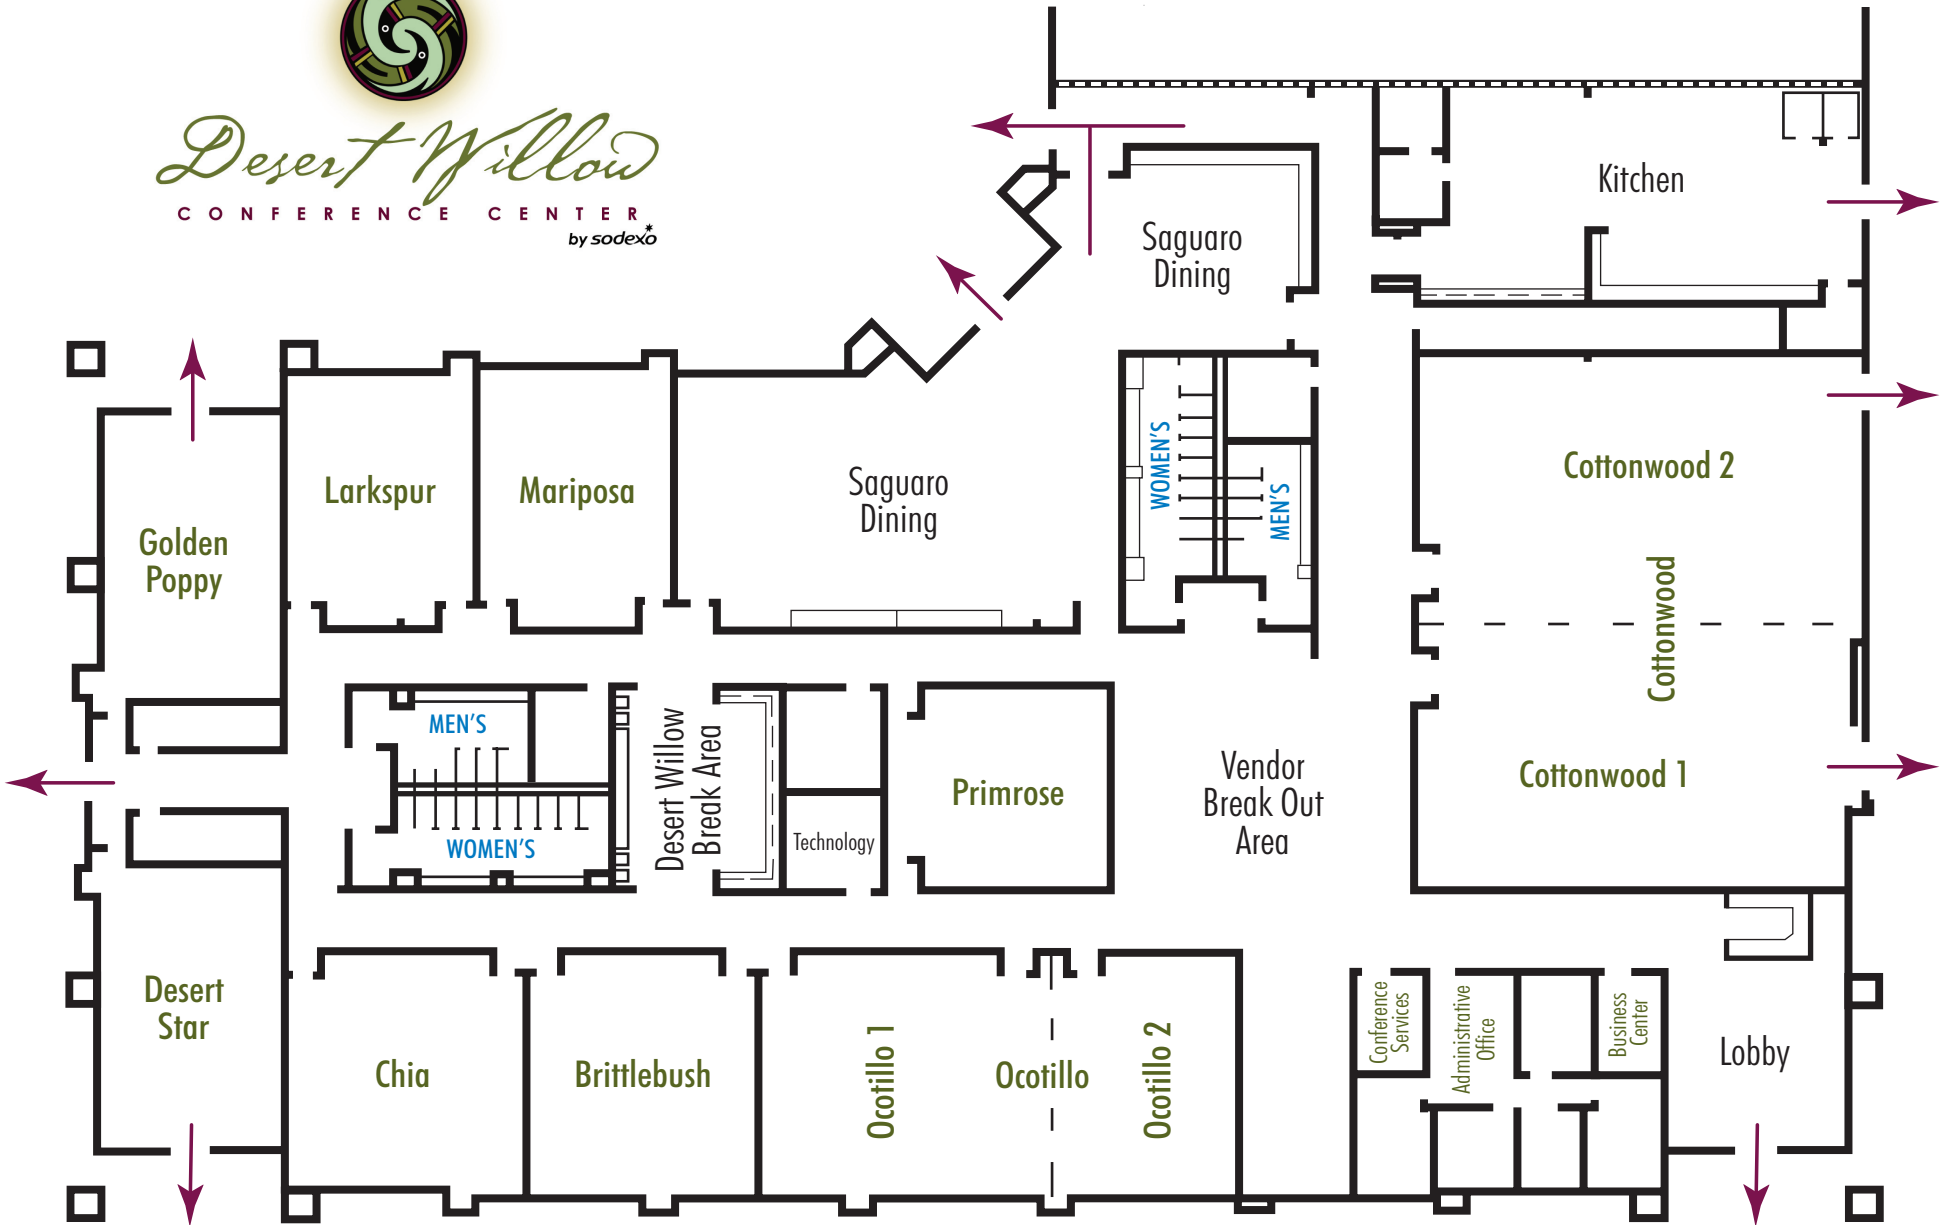 Desert Willow
CONFERENCE CENTER
by sodexo
Kitchen
Saguaro
Dining
Cottonwood 2
WOMEN'S
MEN'S
Larkspur
Mariposa
Saguaro
Dining
Golden
Poppy
Cottonwood
MEN'S
WOMEN'S
Desert Willow
Break Area
Technology
Primrose
Vendor
Break Out
Area
Cottonwood 1
Desert
Star
Chia
Brittlebush
Ocotillo 1
Ocotillo
Ocotillo 2
Conference
Services
Administrative
Office
Business
Center
Lobby